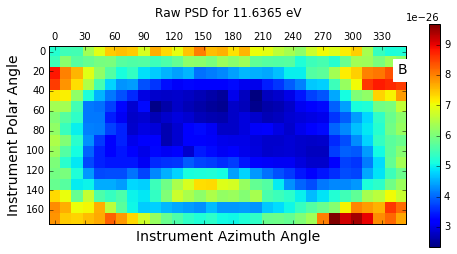 Raw PSD for 11.6365 eV
1e−26
0 30 60 90 120 150 180 210 240 270 300 330
0
20
40
60
80
100
120
140
160
Instrument Polar Angle
B
9
8
7
6
5
4
3
Instrument Azimuth Angle